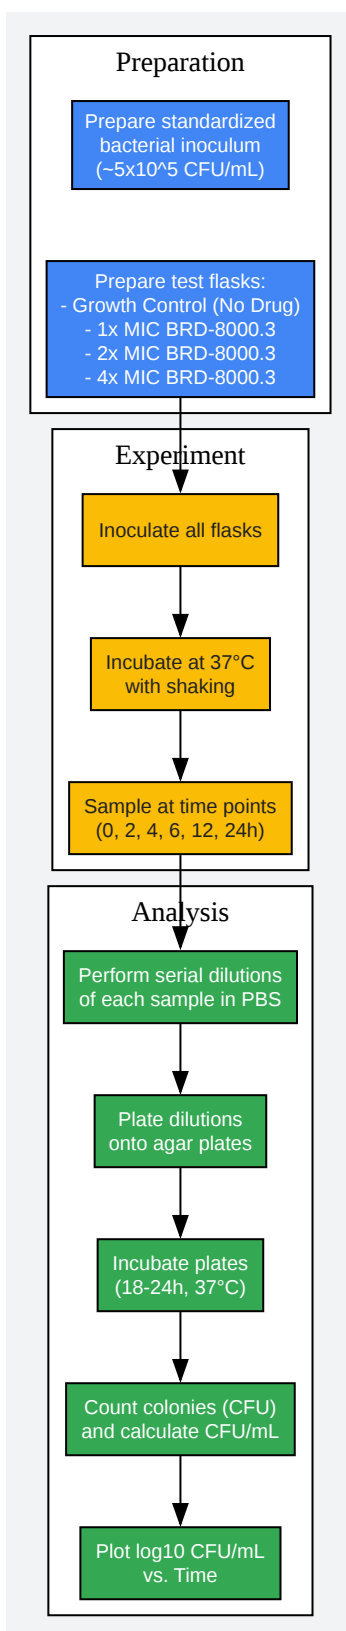 Preparation
Prepare standardized
bacterial inoculum
(~5x10^5 CFU/mL)
Prepare test flasks:
- Growth Control (No Drug)
- 1x MIC BRD-8000.3
- 2x MIC BRD-8000.3
- 4x MIC BRD-8000.3
Experiment
Inoculate all flasks
Incubate at 37°C
with shaking
Sample at time points
(0, 2, 4, 6, 12, 24h)
Analysis
Perform serial dilutions
of each sample in PBS
Plate dilutions
onto agar plates
Incubate plates
(18-24h, 37°C)
Count colonies (CFU)
and calculate CFU/mL
Plot log10 CFU/mL
vs. Time